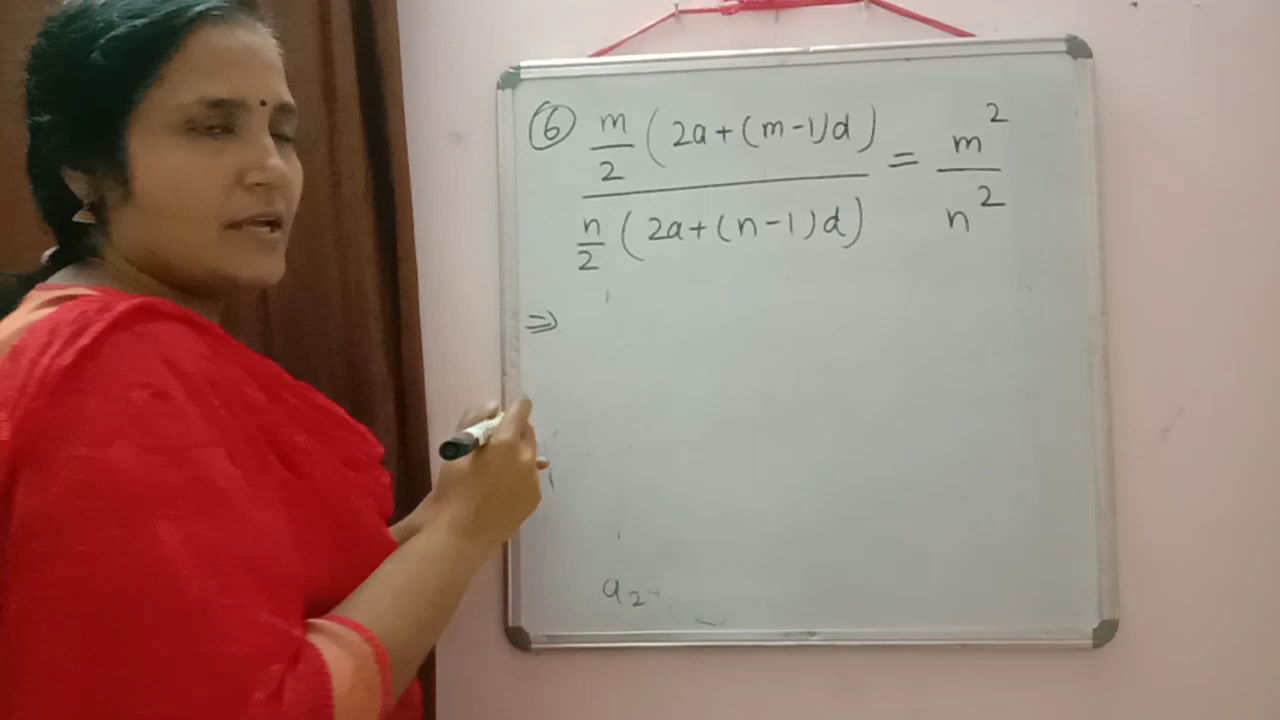 ⑥ m/2 (2a+(m-1)d) / n/2 (2a+(n-1)d) = m²/n²
⇒
a₂